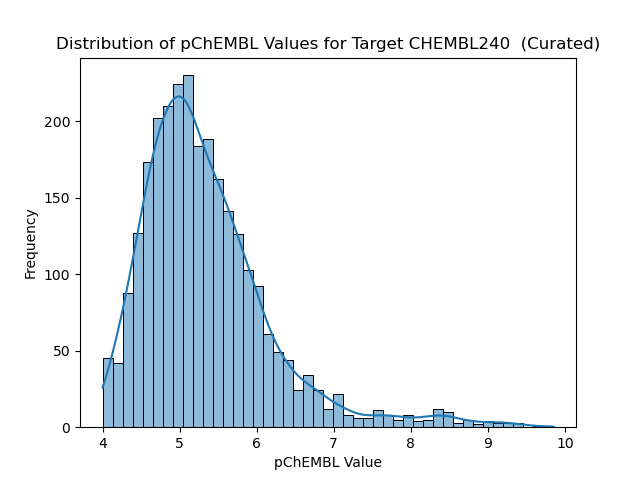 Distribution of pChEMBL Values for Target CHEMBL240  (Curated)
Frequency
200
150
100
50
0
4 5 6 7 8 9 10
pChEMBL Value